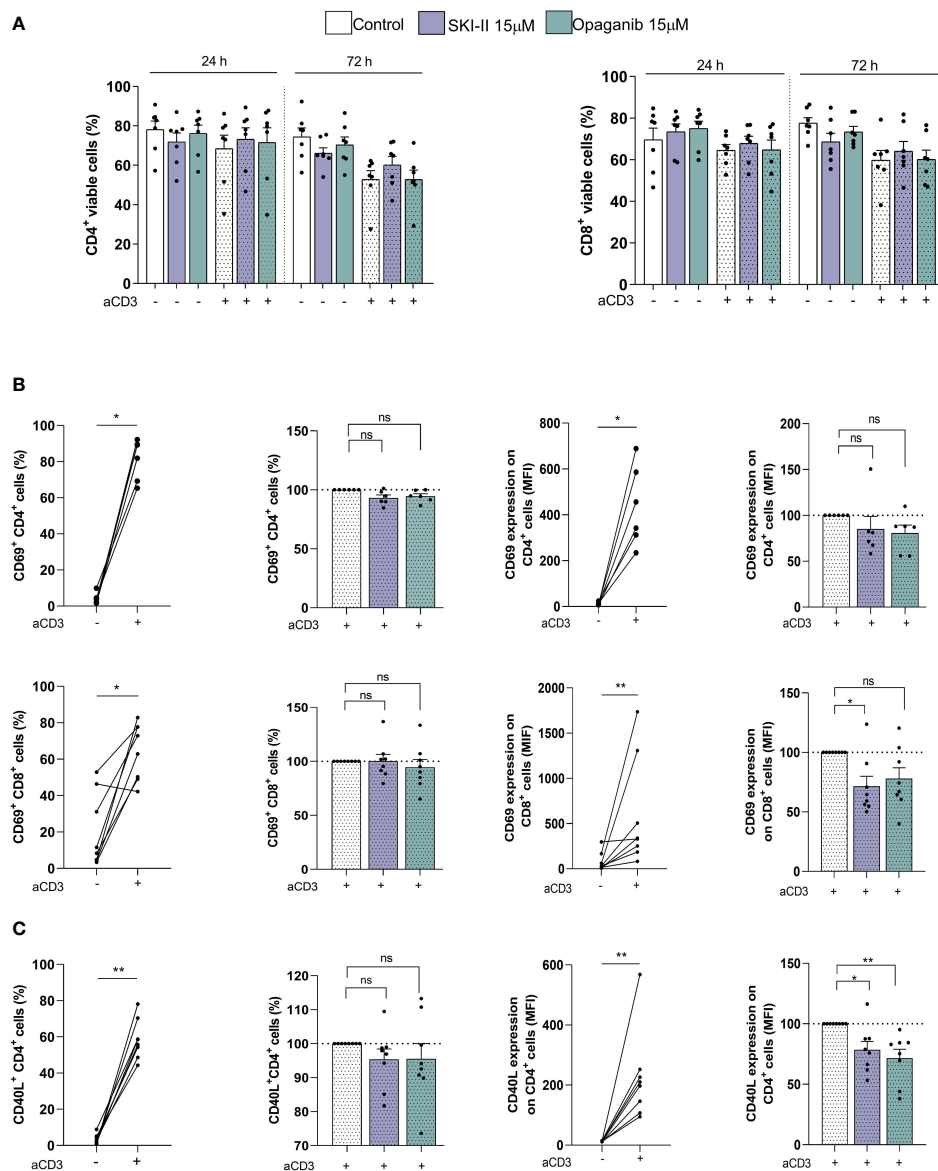 A
Control SKI-II 15μM Opaganib 15μM
24 h 72 h
CD4+ viable cells (%)
100
80
60
40
20
0
aCD3 - - - + + + - - - + + +
24 h 72 h
CD8+ viable cells (%)
100
80
60
40
20
0
aCD3 - - - + + + - - - + + +
B
CD69+ CD4+ cells (%)
100
80
60
40
20
0
*
aCD3 - +
CD69+ CD4+ cells (%)
150
100
50
0
ns
ns
aCD3 + + +
CD69 expression on
CD4+ cells (MFI)
800
600
400
200
0
*
aCD3 - +
CD69 expression on
CD4+ cells (MFI)
200
150
100
50
0
ns
ns
aCD3 + + +
CD69+ CD8+ cells (%)
100
80
60
40
20
0
*
aCD3 - +
CD69+ CD8+ cells (%)
150
100
50
0
ns
ns
aCD3 + + +
CD69 expression on
CD8+ cells (MIF)
2000
1500
1000
500
0
**
aCD3 - +
CD69 expression
on CD8+ cells (MFI)
150
100
50
0
ns
*
aCD3 + + +
C
CD40L+ CD4+ cells (%)
100
80
60
40
20
0
**
aCD3 - +
CD40L+CD4+ cells (%)
120
110
100
90
80
70
ns
ns
aCD3 + + +
CD40L expression
on CD4+ cells (MFI)
600
400
200
0
**
aCD3 - +
CD40L expression on
CD4+ cells (MFI)
150
100
50
0
**
*
aCD3 + + +